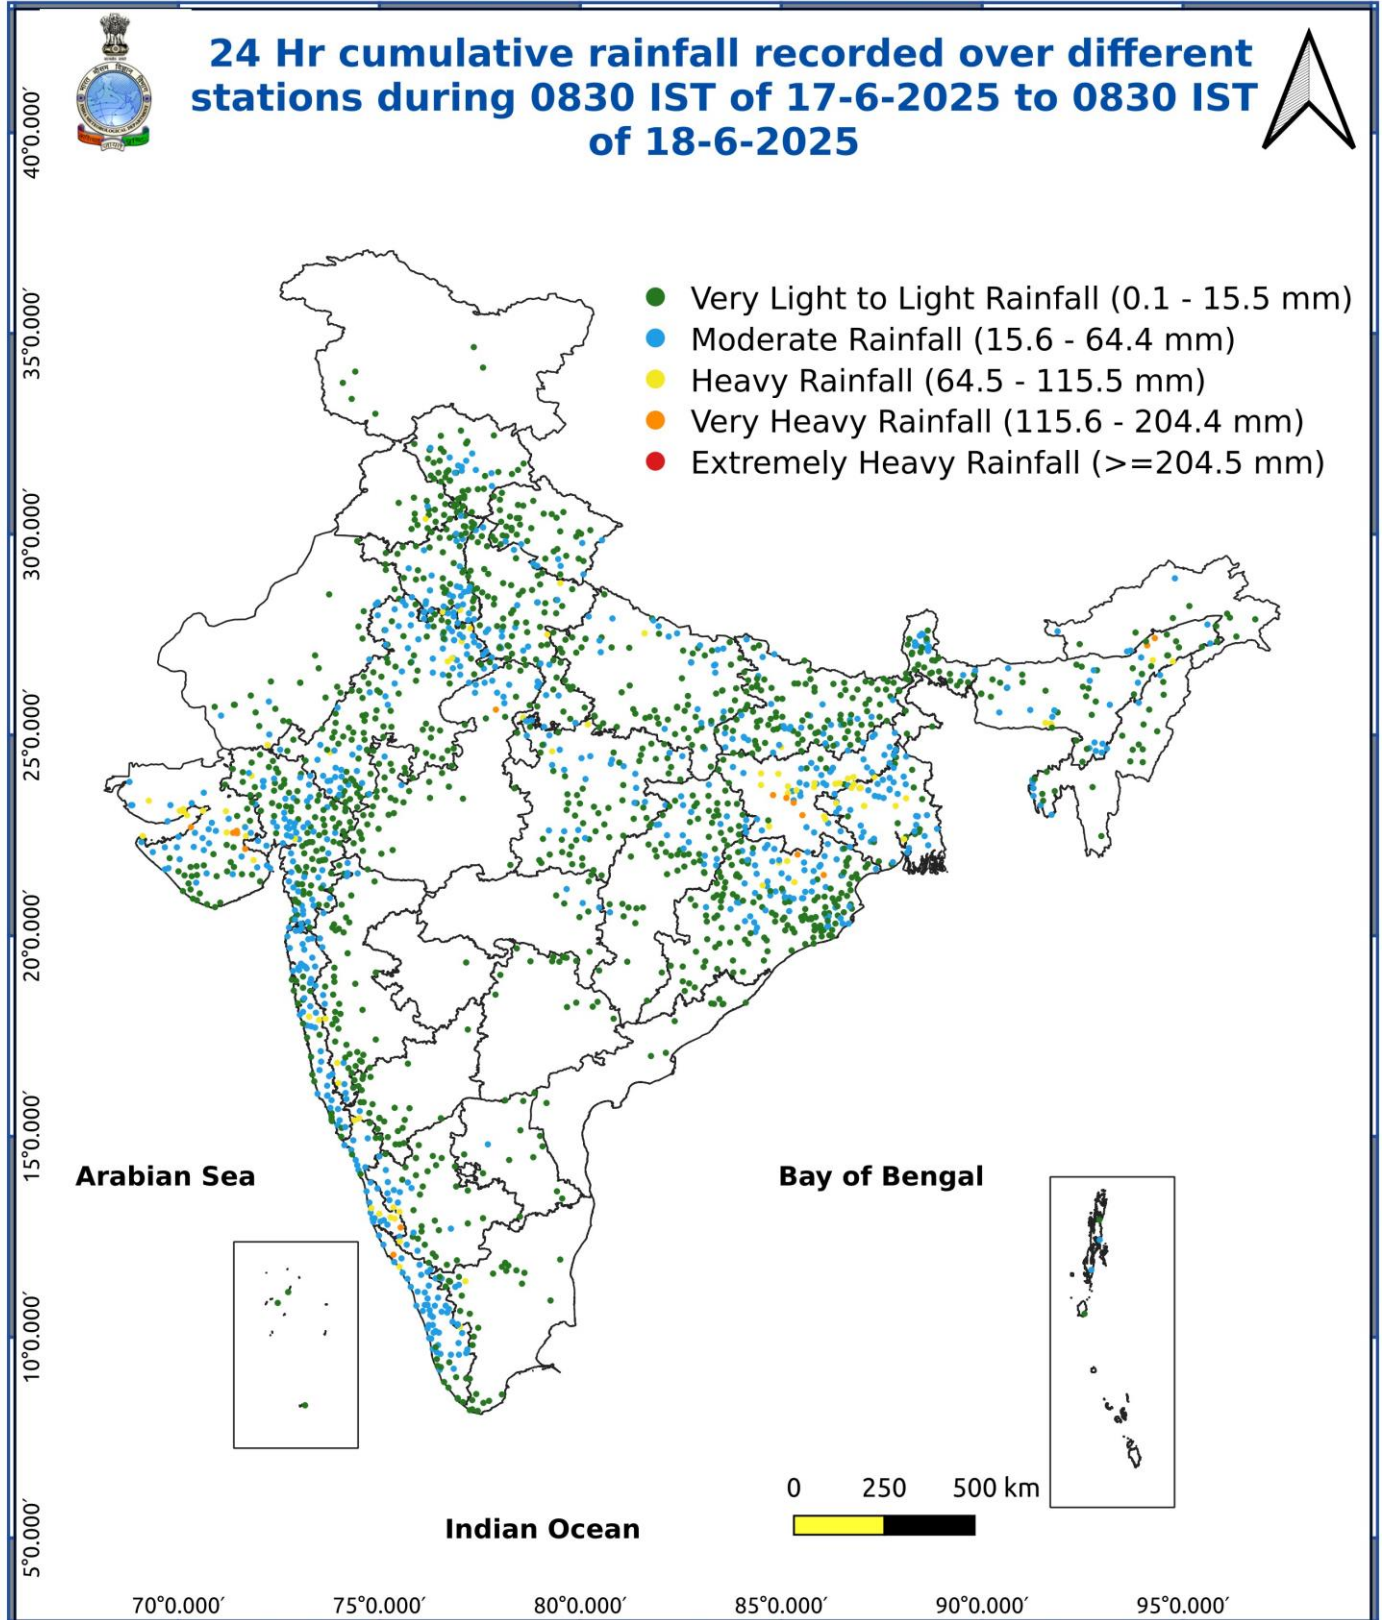 24 Hr cumulative rainfall recorded over different
stations during 0830 IST of 17-6-2025 to 0830 IST
of 18-6-2025
Very Light to Light Rainfall (0.1 - 15.5 mm)
Moderate Rainfall (15.6 - 64.4 mm)
Heavy Rainfall (64.5 - 115.5 mm)
Very Heavy Rainfall (115.6 - 204.4 mm)
Extremely Heavy Rainfall (>=204.5 mm)
40°0.000′
35°0.000′
30°0.000′
25°0.000′
20°0.000′
15°0.000′
10°0.000′
5°0.000′
Arabian Sea
Bay of Bengal
Indian Ocean
0 250 500 km
70°0.000′ 75°0.000′ 80°0.000′ 85°0.000′ 90°0.000′ 95°0.000′